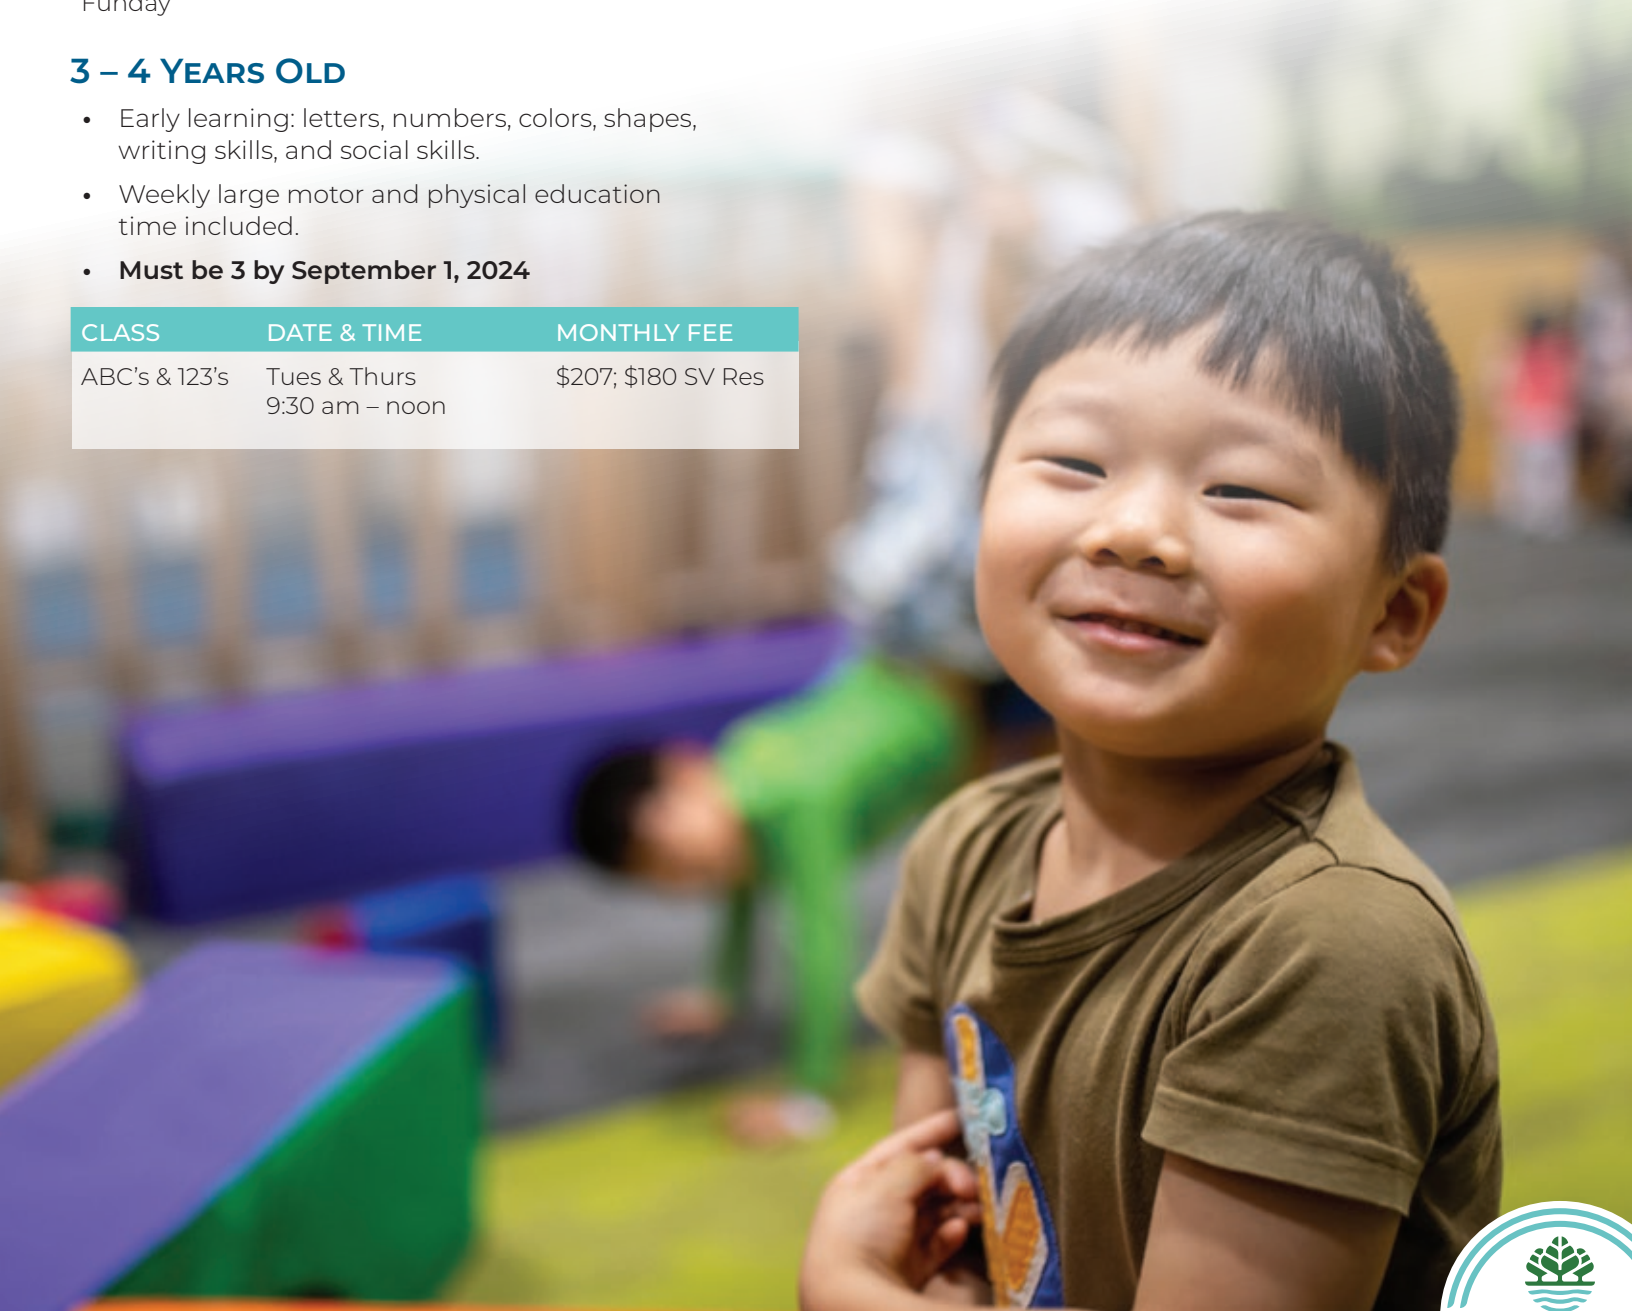 Funday
3 – 4 YEARS OLD
• Early learning: letters, numbers, colors, shapes,
writing skills, and social skills.
• Weekly large motor and physical education
time included.
• Must be 3 by September 1, 2024
CLASS DATE & TIME MONTHLY FEE
ABC’s & 123’s Tues & Thurs $207; $180 SV Res
9:30 am – noon